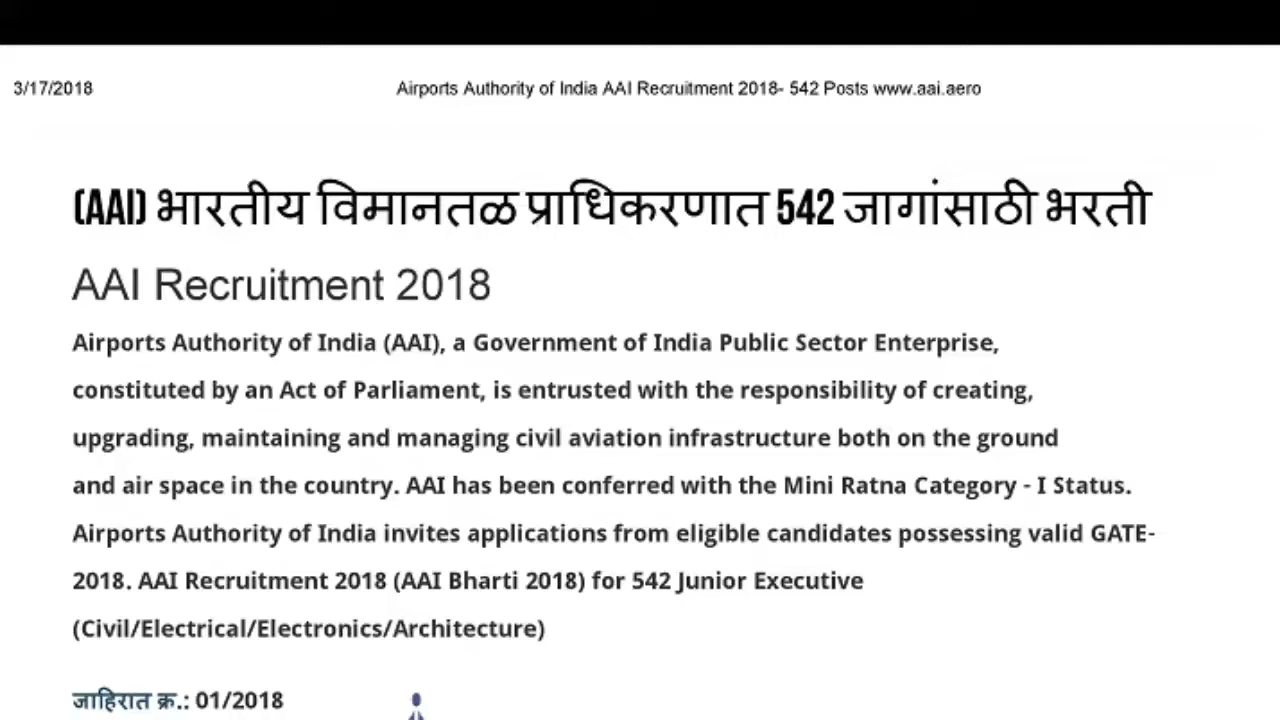 3/17/2018 Airports Authority of India AAI Recruitment 2018- 542 Posts www.aai.aero
(AAI) भारतीय विमानतळ प्राधिकरणात 542 जागांसाठी भरती
AAI Recruitment 2018
Airports Authority of India (AAI), a Government of India Public Sector Enterprise,
constituted by an Act of Parliament, is entrusted with the responsibility of creating,
upgrading, maintaining and managing civil aviation infrastructure both on the ground
and air space in the country. AAI has been conferred with the Mini Ratna Category - I Status.
Airports Authority of India invites applications from eligible candidates possessing valid GATE-
2018. AAI Recruitment 2018 (AAI Bharti 2018) for 542 Junior Executive
(Civil/Electrical/Electronics/Architecture)
जाहिरात क्र.: 01/2018